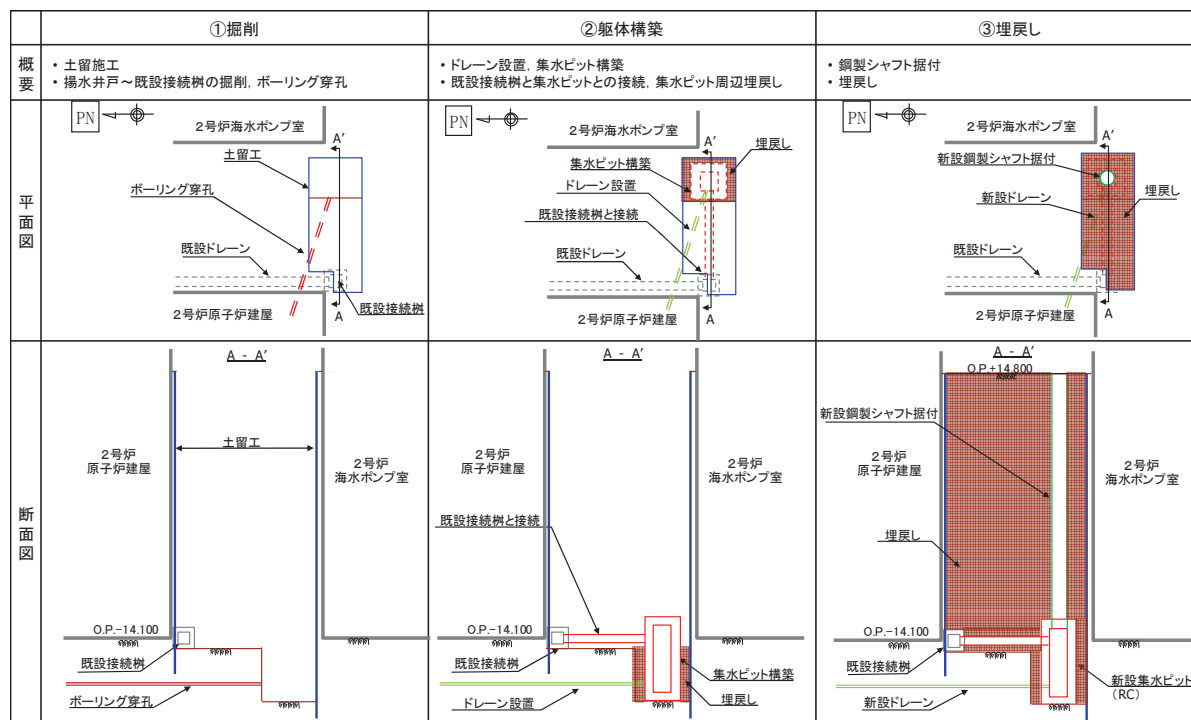 ①掘削
②躯体構築
③埋戻し
概要
・土留施工
・揚水井戸～既設接続桝の掘削, ボーリング穿孔
・ドレーン設置, 集水ピット構築
・既設接続桝と集水ピットとの接続, 集水ピット周辺埋戻し
・鋼製シャフト据付
・埋戻し
平面図
PN
2号炉海水ポンプ室
A'
土留工
ボーリング穿孔
既設ドレーン
既設接続桝
A
2号炉原子炉建屋
PN
2号炉海水ポンプ室
A'
埋戻し
集水ピット構築
ドレーン設置
既設接続桝と接続
既設ドレーン
A
2号炉原子炉建屋
PN
2号炉海水ポンプ室
A'
新設鋼製シャフト据付
新設ドレーン
埋戻し
既設ドレーン
A
2号炉原子炉建屋
断面図
A - A'
土留工
2号炉
原子炉建屋
2号炉
海水ポンプ室
O.P.-14.100
既設接続桝
ボーリング穿孔
A - A'
2号炉
原子炉建屋
2号炉
海水ポンプ室
既設接続桝と接続
O.P.-14.100
既設接続桝
集水ピット構築
埋戻し
ドレーン設置
A - A'
O.P.+14.800
新設鋼製シャフト据付
2号炉
原子炉建屋
2号炉
海水ポンプ室
埋戻し
O.P.-14.100
既設接続桝
新設集水ピット
(RC)
新設ドレーン